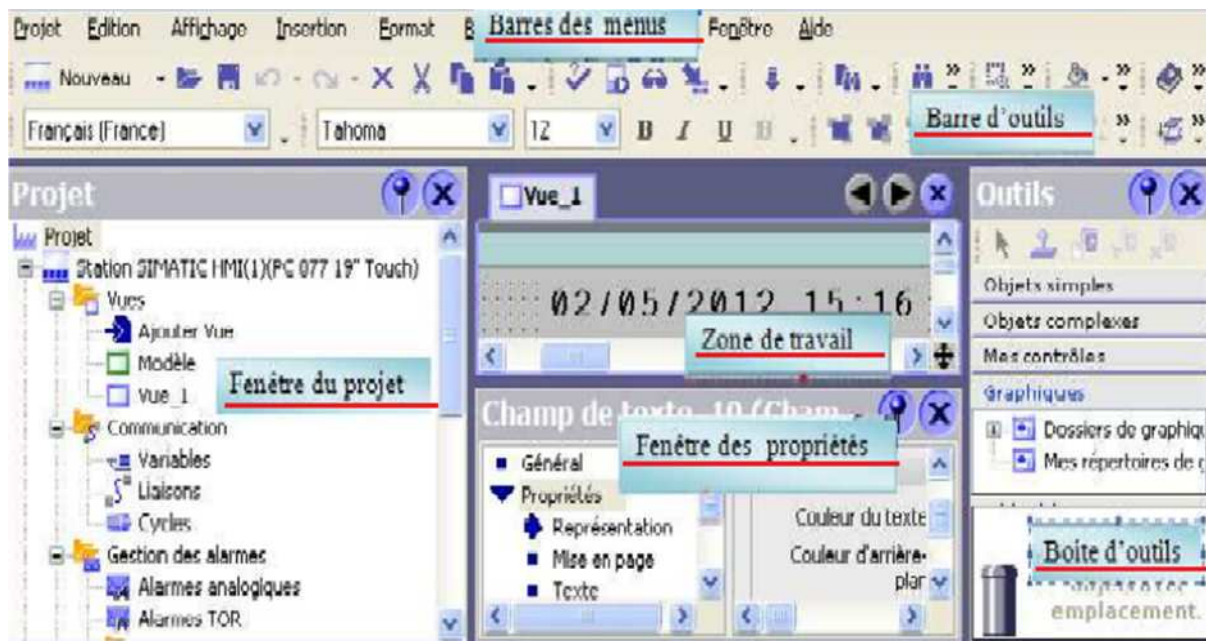 Projet Edition Affichage Insertion Format Barres des menus Fenêtre Aide
Nouveau
Français (France) Tahoma 12 B I U Barre d'outils
Projet
Projet
Station SIMATIC HMI(1)(PC 077 19" Touch)
Vues
Ajouter Vue
Modèle
Vue_1
Fenêtre du projet
Communication
Variables
Liaisons
Cycles
Gestion des alarmes
Alarmes analogiques
Alarmes TOR
Vue_1
02/05/2012 15:16
Zone de travail
Champ de texte_10 (Cham
Fenêtre des propriétés
Général
Propriétés
Représentation
Mise en page
Texte
Couleur du texte
Couleur d'arrière-
plan
Outils
Objets simples
Objets complexes
Mes contrôles
Graphiques
Dossiers de graphiqu
Mes répertoires de g
Boite d'outils
emplacement.